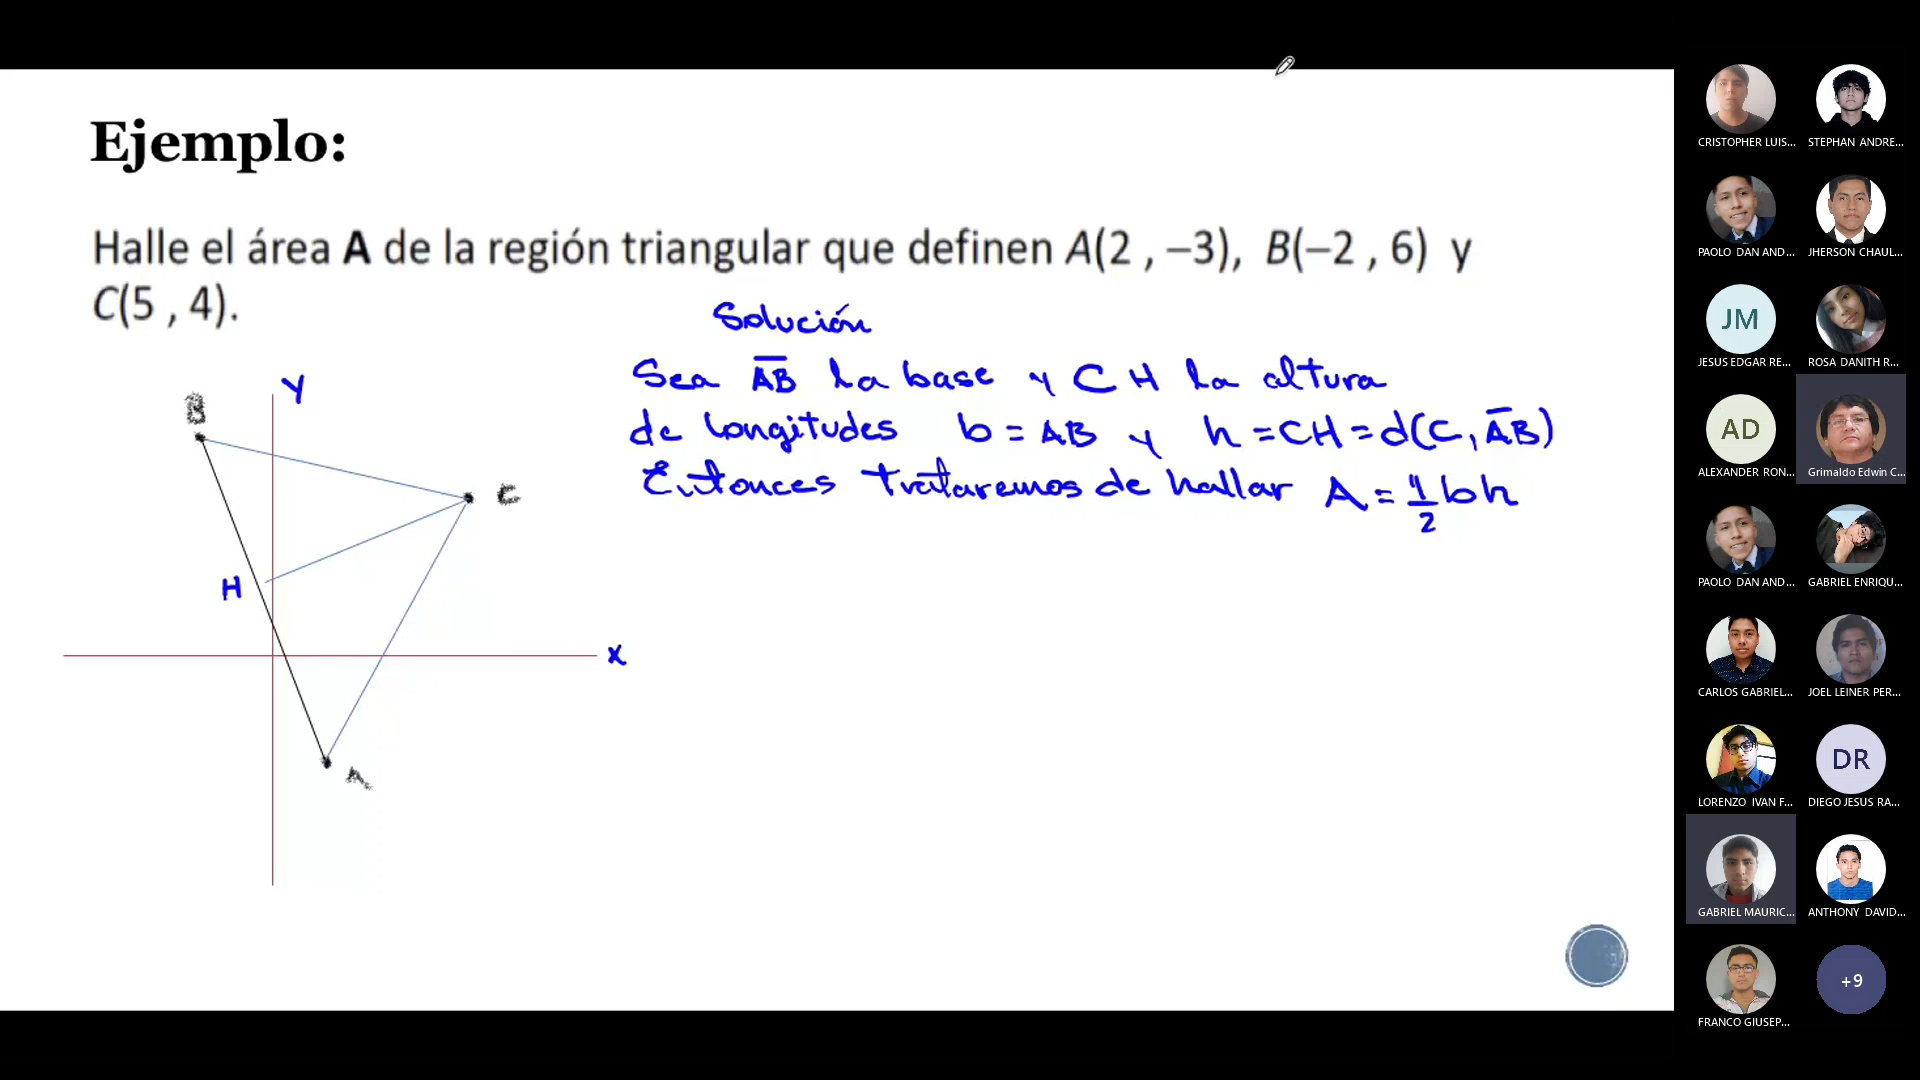 Ejemplo:
Halle el área A de la región triangular que definen A(2 , –3), B(–2 , 6) y
C(5 , 4).
Solución
Sea A̅B̅ la base y CH la altura
de longitudes b = AB y h = CH = d(C, A̅B̅)
Entonces trataremos de hallar A = 1/2 bh
Y
B
C
H
X
A
CRISTOPHER LUIS...
STEPHAN ANDRE...
PAOLO DAN AND...
JHERSON CHAUL...
JM
JESUS EDGAR RE...
ROSA DANITH R...
AD
ALEXANDER RON...
Grimaldo Edwin C...
PAOLO DAN AND...
GABRIEL ENRIQU...
CARLOS GABRIEL...
JOEL LEINER PER...
LORENZO IVAN F...
DR
DIEGO JESUS RA...
GABRIEL MAURIC...
ANTHONY DAVID...
FRANCO GIUSEP...
+9